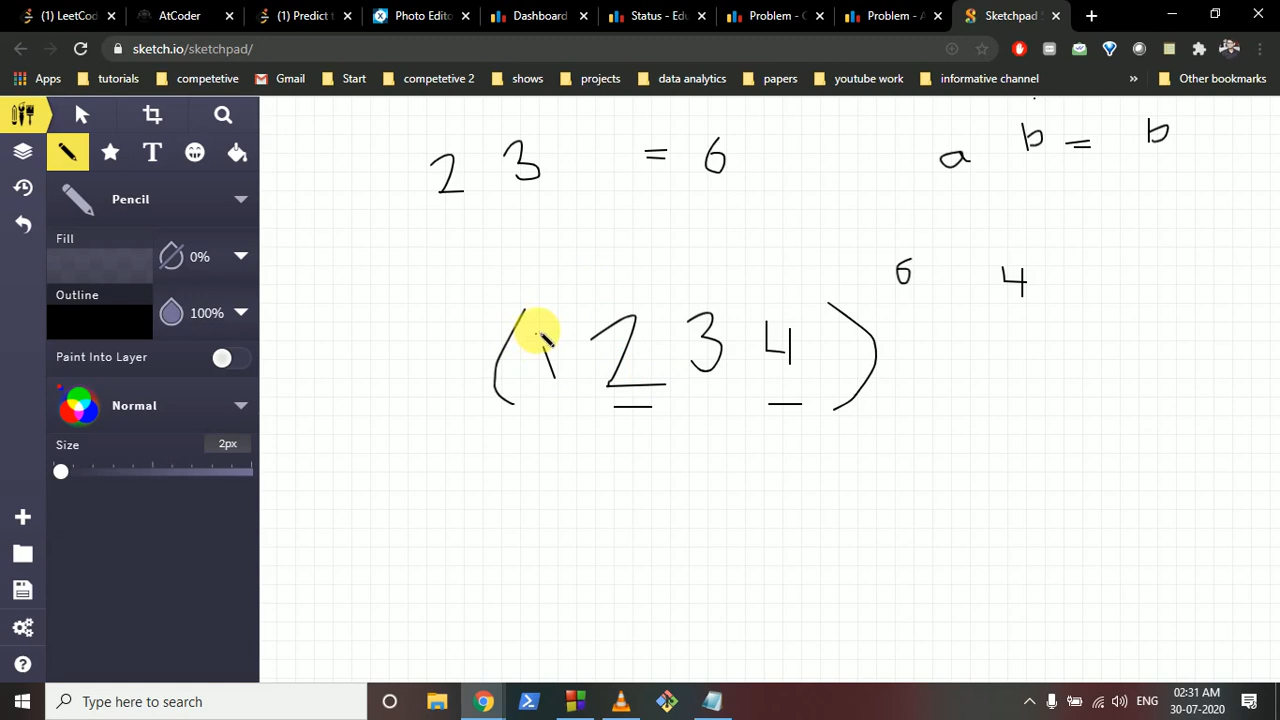 (1) LeetCod
AtCoder
(1) Predict t
Photo Edito
Dashboard
Status - Edu
Problem - C
Problem - A
Sketchpad
sketch.io/sketchpad/
Apps tutorials competetive Gmail Start competetive 2 shows projects data analytics papers youtube work informative channel » Other bookmarks
2 3 = 6
a b = b
Pencil
Fill
0%
Outline
100%
Paint Into Layer
Normal
Size
2px
6 4
( 2 3 4 )
Type here to search
ENG
02:31 AM
30-07-2020